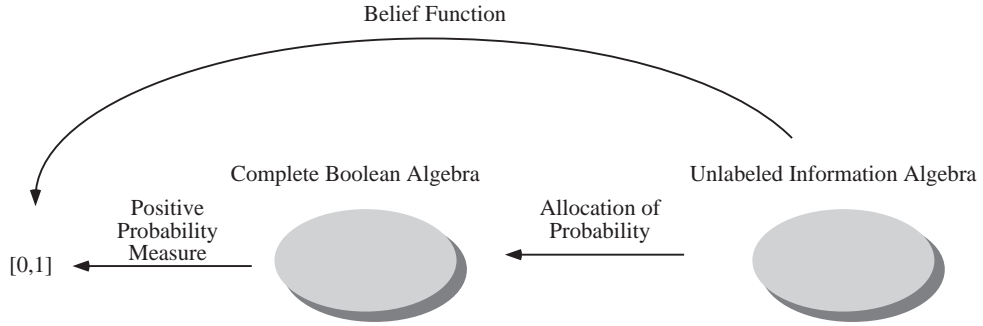 Belief Function
Complete Boolean Algebra
Unlabeled Information Algebra
Positive
Probability
Measure
Allocation of
Probability
[0,1]